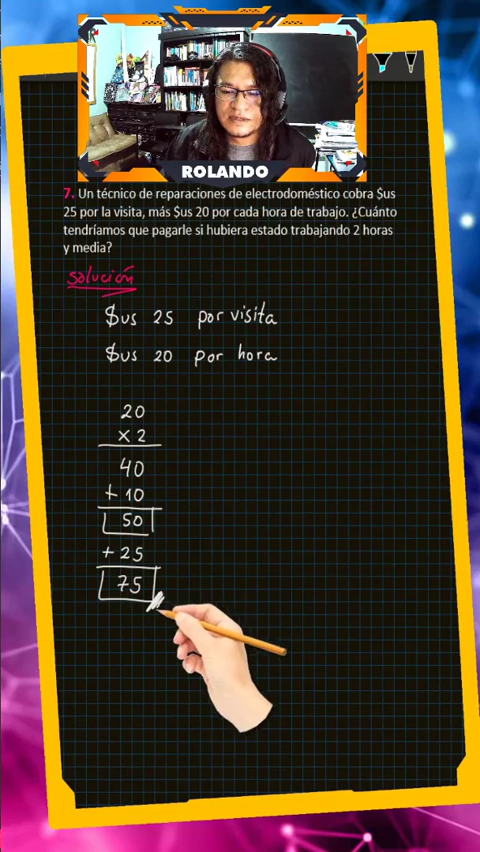 ROLANDO
7. Un técnico de reparaciones de electrodoméstico cobra $us
25 por la visita, más $us 20 por cada hora de trabajo. ¿Cuánto
tendríamos que pagarle si hubiera estado trabajando 2 horas
y media?
solución
$us 25 por visita
$us 20 por hora
20
x 2
40
+ 10
50
+ 25
75